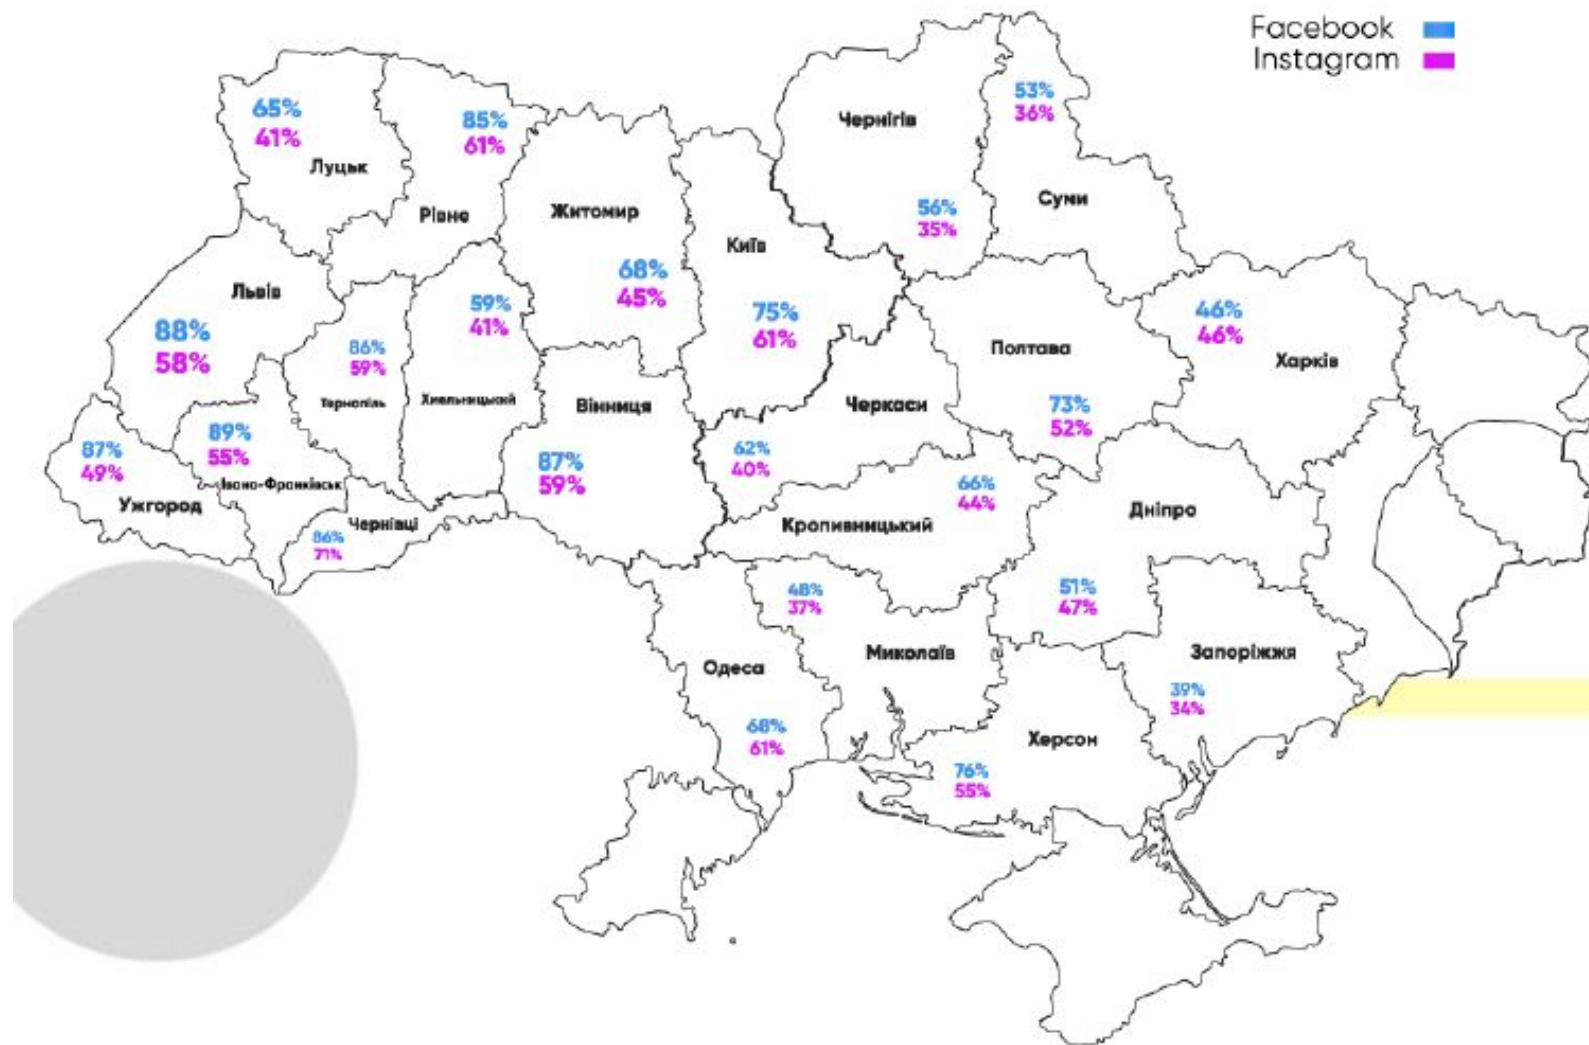 Facebook
Instagram
65%
41%
Луцьк
85%
61%
Рівне
Житомир
68%
45%
Київ
75%
61%
Чернігів
56%
35%
53%
36%
Суми
Львів
88%
58%
86%
59%
Тернопіль
59%
41%
Хмельницький
Вінниця
87%
59%
Черкаси
62%
40%
Полтава
73%
52%
46%
46%
Харків
87%
49%
Ужгород
89%
55%
Івано-Франківськ
Чернівці
86%
71%
66%
44%
Кропивницький
Дніпро
51%
47%
48%
37%
Миколаїв
Одеса
68%
61%
Херсон
76%
55%
Запоріжжя
39%
34%